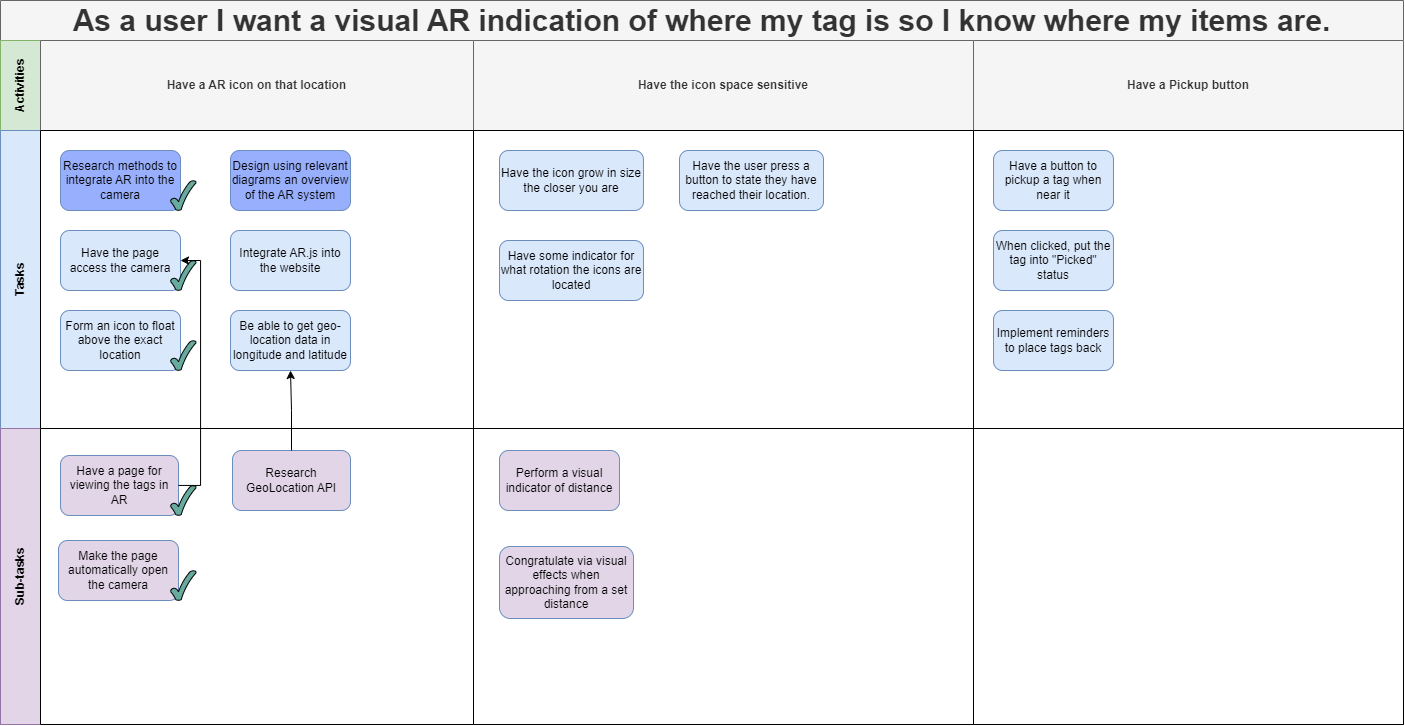 As a user I want a visual AR indication of where my tag is so I know where my items are.
Activities
Have a AR icon on that location
Have the icon space sensitive
Have a Pickup button
Tasks
Research methods to
integrate AR into the
camera
Design using relevant
diagrams an overview
of the AR system
Have the page
access the camera
Integrate AR.js into
the website
Form an icon to float
above the exact
location
Be able to get geo-
location data in
longitude and latitude
Have the icon grow in size
the closer you are
Have the user press a
button to state they have
reached their location.
Have some indicator for
what rotation the icons are
located
Have a button to
pickup a tag when
near it
When clicked, put the
tag into "Picked"
status
Implement reminders
to place tags back
Sub-tasks
Have a page for
viewing the tags in
AR
Research
GeoLocation API
Make the page
automatically open
the camera
Perform a visual
indicator of distance
Congratulate via visual
effects when
approaching from a set
distance